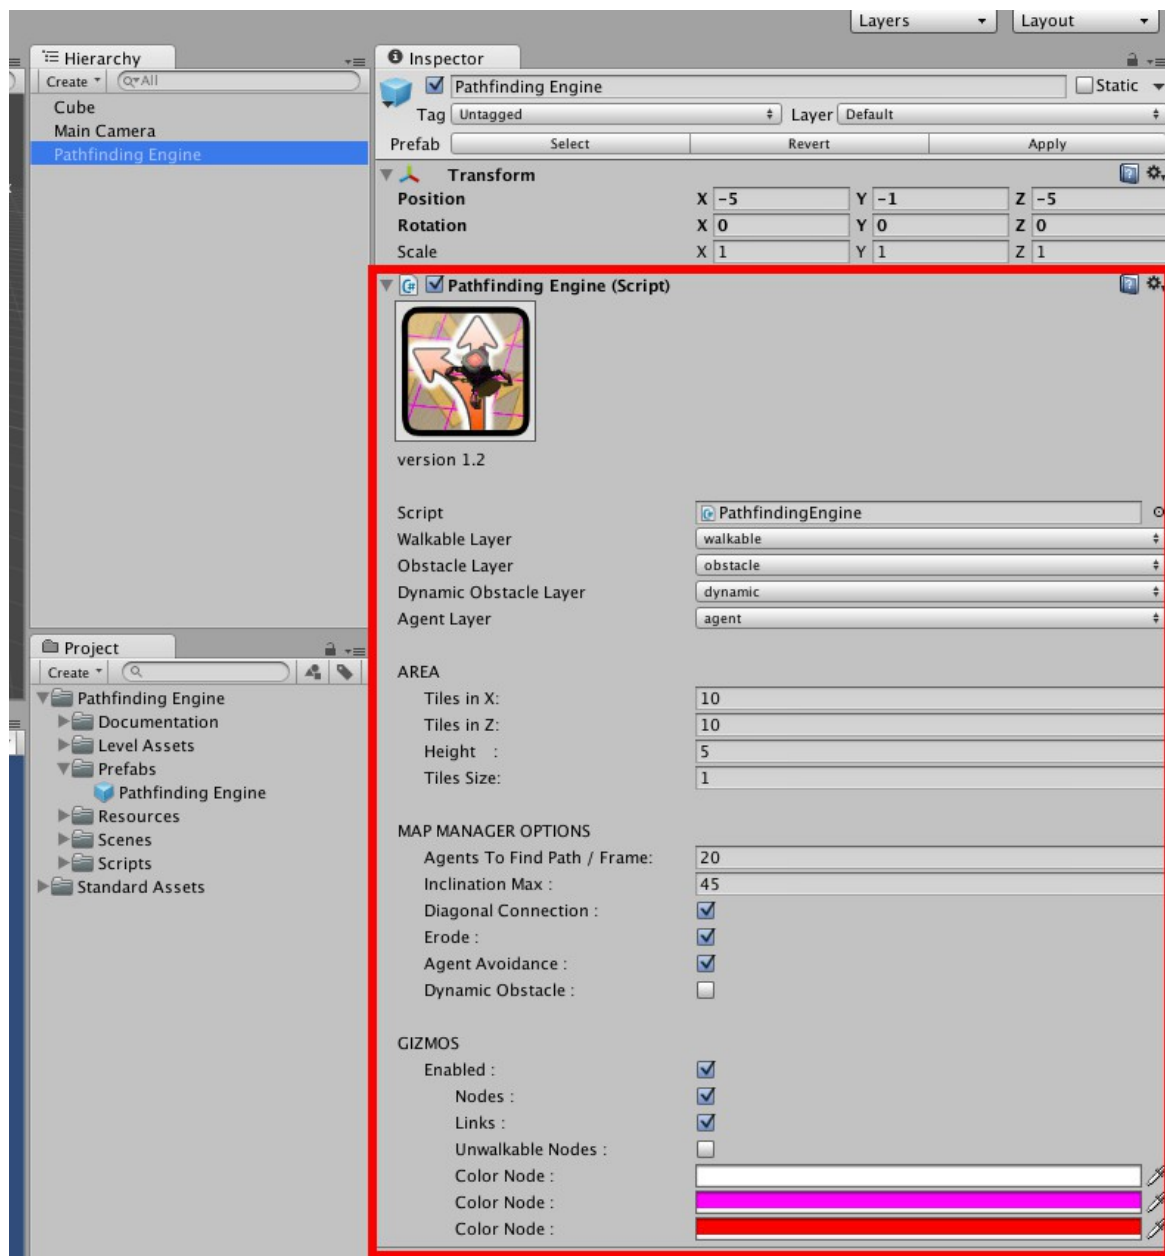 Layers Layout
Hierarchy
Create All
Cube
Main Camera
Pathfinding Engine
Project
Create
Pathfinding Engine
Documentation
Level Assets
Prefabs
Pathfinding Engine
Resources
Scenes
Scripts
Standard Assets
Inspector
Pathfinding Engine Static
Tag Untagged Layer Default
Prefab Select Revert Apply
Transform
Position X -5 Y -1 Z -5
Rotation X 0 Y 0 Z 0
Scale X 1 Y 1 Z 1
Pathfinding Engine (Script)
version 1.2
Script PathfindingEngine
Walkable Layer walkable
Obstacle Layer obstacle
Dynamic Obstacle Layer dynamic
Agent Layer agent
AREA
Tiles in X: 10
Tiles in Z: 10
Height : 5
Tiles Size: 1
MAP MANAGER OPTIONS
Agents To Find Path / Frame: 20
Inclination Max : 45
Diagonal Connection :
Erode :
Agent Avoidance :
Dynamic Obstacle :
GIZMOS
Enabled :
Nodes :
Links :
Unwalkable Nodes :
Color Node :
Color Node :
Color Node :